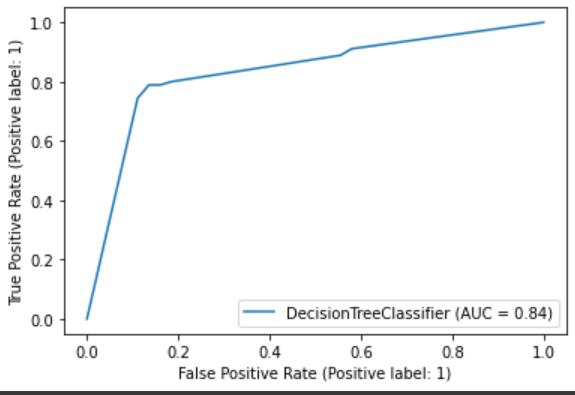 1.0
0.8
0.6
0.4
0.2
0.0
True Positive Rate (Positive label: 1)
DecisionTreeClassifier (AUC = 0.84)
0.0 0.2 0.4 0.6 0.8 1.0
False Positive Rate (Positive label: 1)